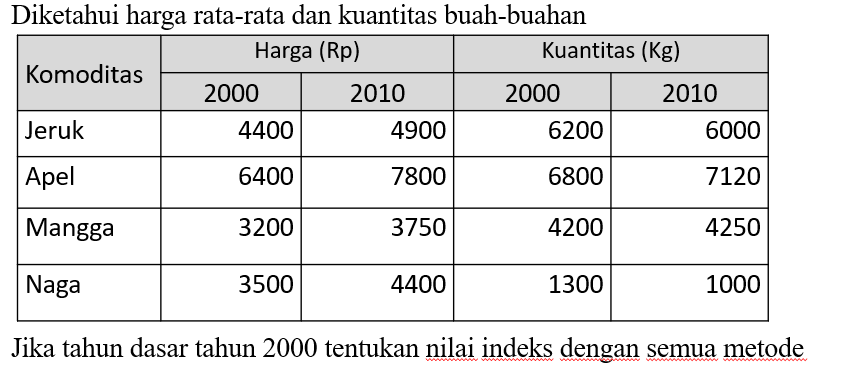 Diketahui harga rata-rata dan kuantitas buah-buahan
Komoditas Harga (Rp) Kuantitas (Kg)
2000 2010 2000 2010
Jeruk 4400 4900 6200 6000
Apel 6400 7800 6800 7120
Mangga 3200 3750 4200 4250
Naga 3500 4400 1300 1000
Jika tahun dasar tahun 2000 tentukan nilai indeks dengan semua metode